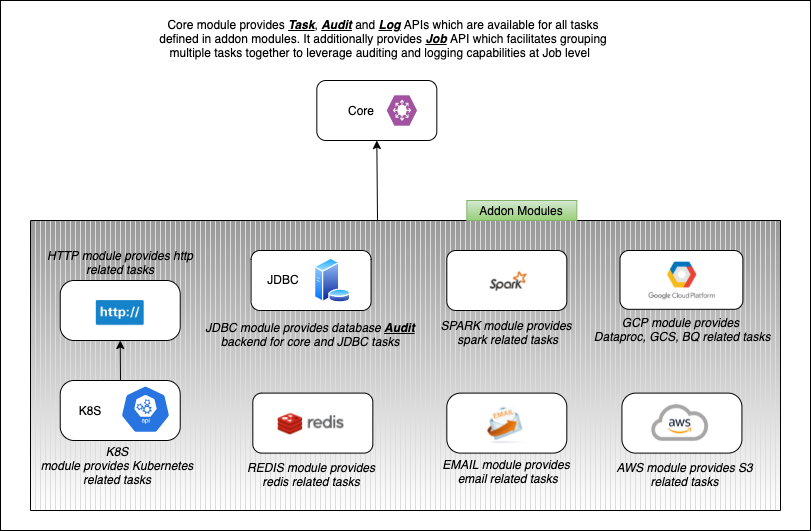 Core module provides Task, Audit and Log APIs which are available for all tasks
defined in addon modules. It additionally provides Job API which facilitates grouping
multiple tasks together to leverage auditing and logging capabilities at Job level
Core
Addon Modules
HTTP module provides http
related tasks
http://
K8S
api
K8S
module provides Kubernetes
related tasks
JDBC
JDBC module provides database Audit
backend for core and JDBC tasks
Spark
SPARK module provides
spark related tasks
Google Cloud Platform
GCP module provides
Dataproc, GCS, BQ related tasks
redis
REDIS module provides
redis related tasks
EMAIL
EMAIL module provides
email related tasks
aws
AWS module provides S3
related tasks